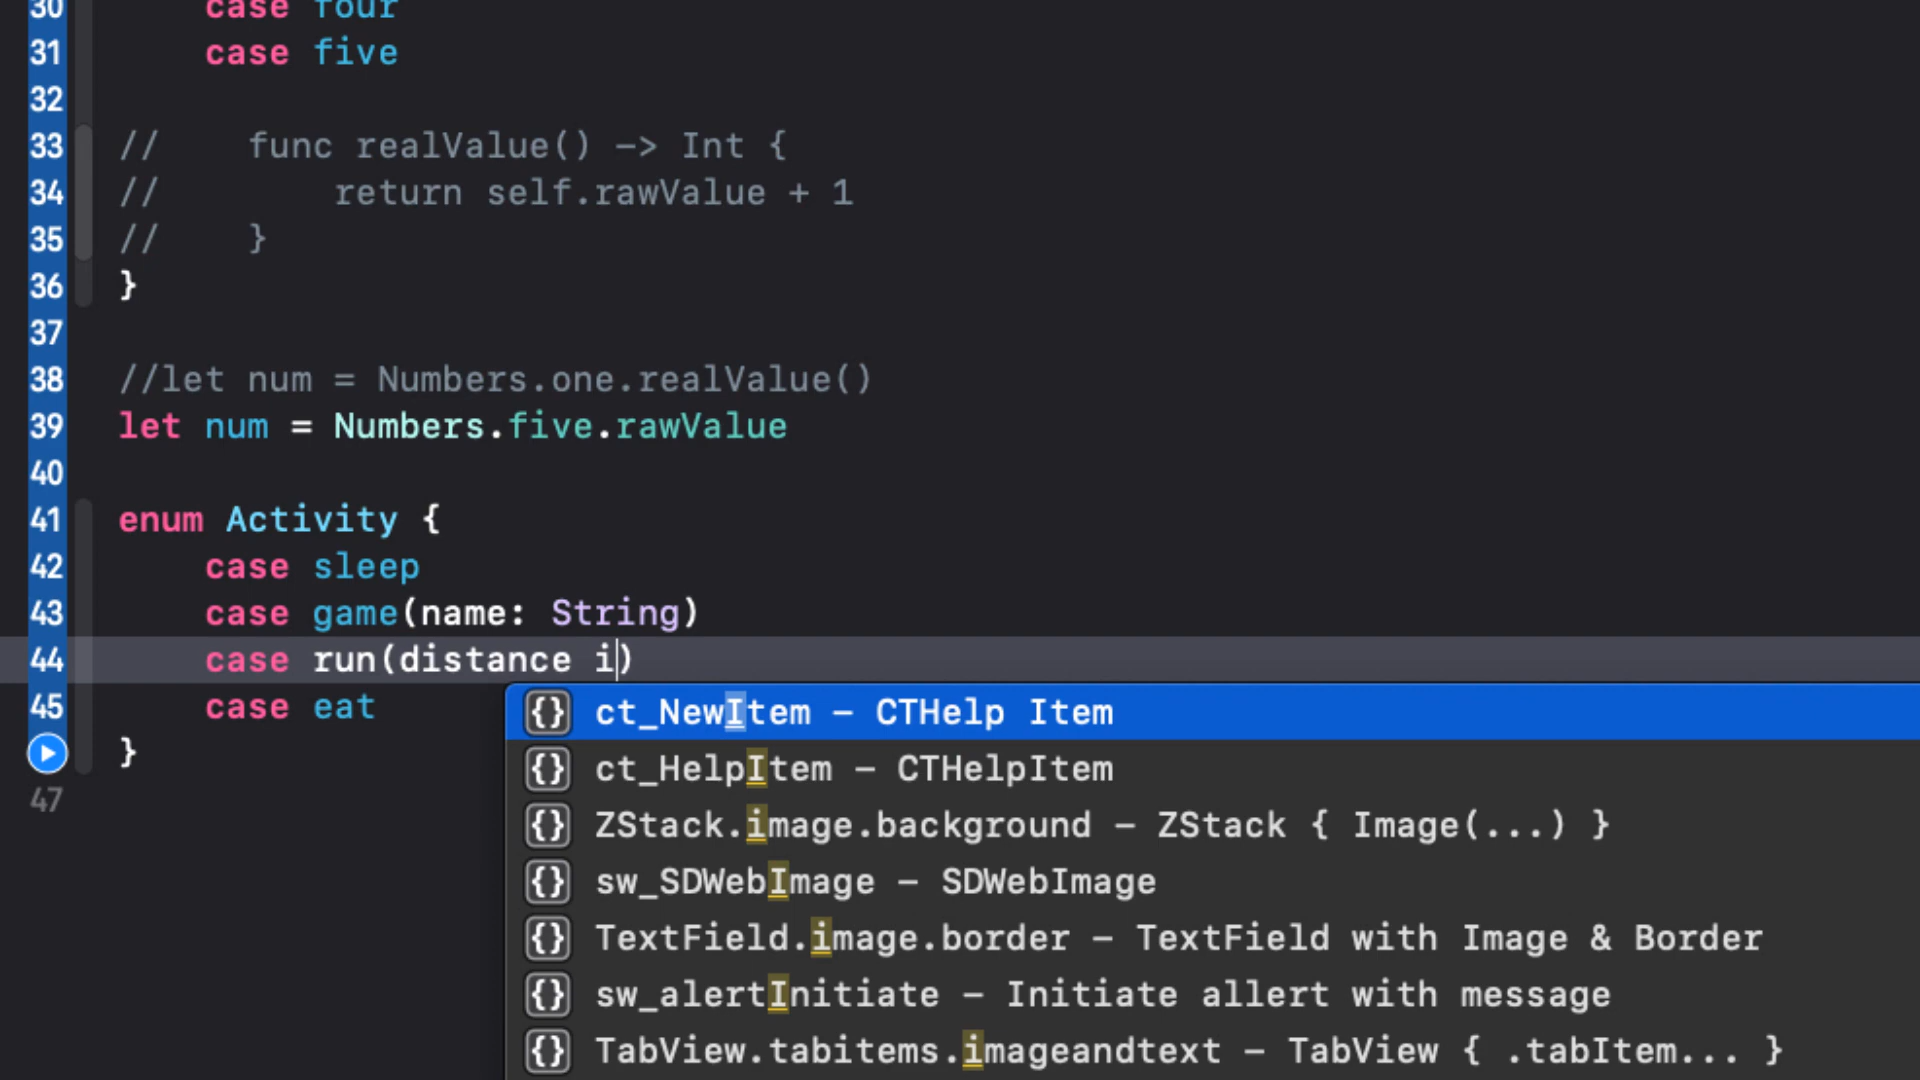 30 case four
31 case five
32
33 // func realValue() -> Int {
34 // return self.rawValue + 1
35 // }
36 }
37
38 //let num = Numbers.one.realValue()
39 let num = Numbers.five.rawValue
40
41 enum Activity {
42 case sleep
43 case game(name: String)
44 case run(distance i)
45 case eat
}
47
{} ct_NewItem – CTHelp Item
{} ct_HelpItem – CTHelpItem
{} ZStack.image.background – ZStack { Image(...) }
{} sw_SDWebImage – SDWebImage
{} TextField.image.border – TextField with Image & Border
{} sw_alertInitiate – Initiate allert with message
{} TabView.tabitems.imageandtext – TabView { .tabItem... }